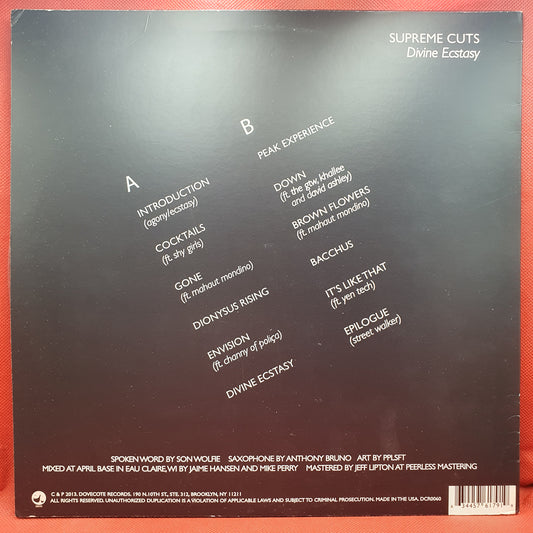 SUPREME CUTS
Divine Ecstasy
A
INTRODUCTION
(agony/ecstasy)
COCKTAILS
(ft. shy girls)
GONE
(ft. mahaut mondino)
DIONYSUS RISING
ENVISION
(ft. channy of poliça)
DIVINE ECSTASY
B
PEAK EXPERIENCE
DOWN
(ft. the gtw, khallee
and david ashley)
BROWN FLOWERS
(ft. mahaut mondino)
BACCHUS
IT'S LIKE THAT
(ft. yen tech)
EPILOGUE
(street walker)
SPOKEN WORD BY SON WOLFIE SAXOPHONE BY ANTHONY BRUNO ART BY PPLSFT
MIXED AT APRIL BASE IN EAU CLAIRE, WI BY JAIME HANSEN AND MIKE PERRY MASTERED BY JEFF LIPTON AT PEERLESS MASTERING
C & P 2013. DOVECOTE RECORDS. 190 N.10TH ST., STE. 312, BROOKLYN, NY 11211
ALL RIGHTS RESERVED. UNAUTHORIZED DUPLICATION IS A VIOLATION OF APPLICABLE LAWS AND SUBJECT TO CRIMINAL PROSECUTION. MADE IN THE USA. DCR0060
34457 61791